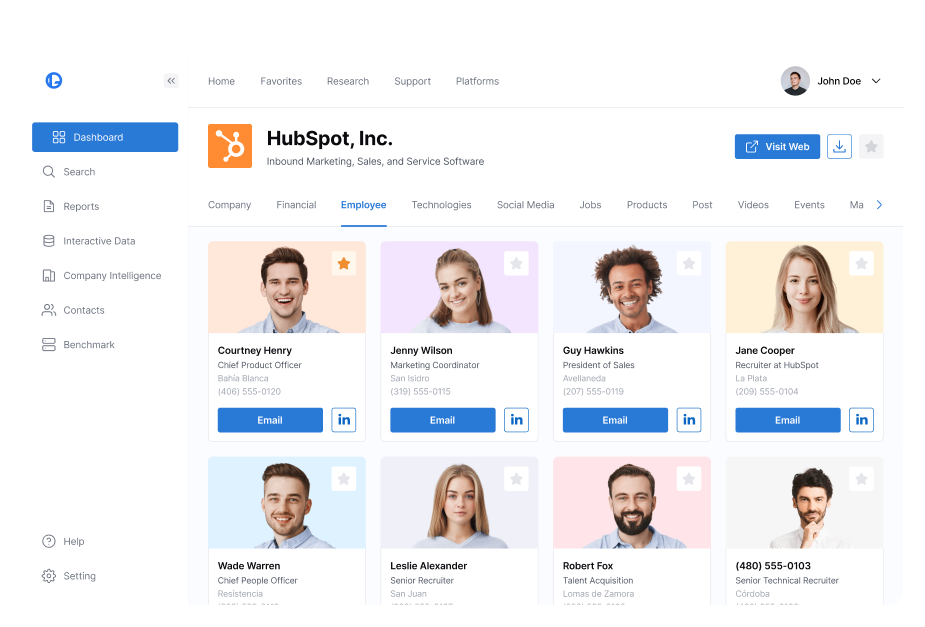 Home Favorites Research Support Platforms John Doe
Dashboard
Search
Reports
Interactive Data
Company Intelligence
Contacts
Benchmark
Help
Setting
HubSpot, Inc.
Inbound Marketing, Sales, and Service Software
Visit Web
Company Financial Employee Technologies Social Media Jobs Products Post Videos Events Ma
Courtney Henry
Chief Product Officer
Bahía Blanca
(406) 555-0120
Email in
Jenny Wilson
Marketing Coordinator
San Isidro
(319) 555-0115
Email in
Guy Hawkins
President of Sales
Avellaneda
(207) 555-0119
Email in
Jane Cooper
Recruiter at HubSpot
La Plata
(209) 555-0104
Email in
Wade Warren
Chief People Officer
Resistencia
Leslie Alexander
Senior Recruiter
San Juan
Robert Fox
Talent Acquisition
Lomas de Zamora
(480) 555-0103
Senior Technical Recruiter
Córdoba